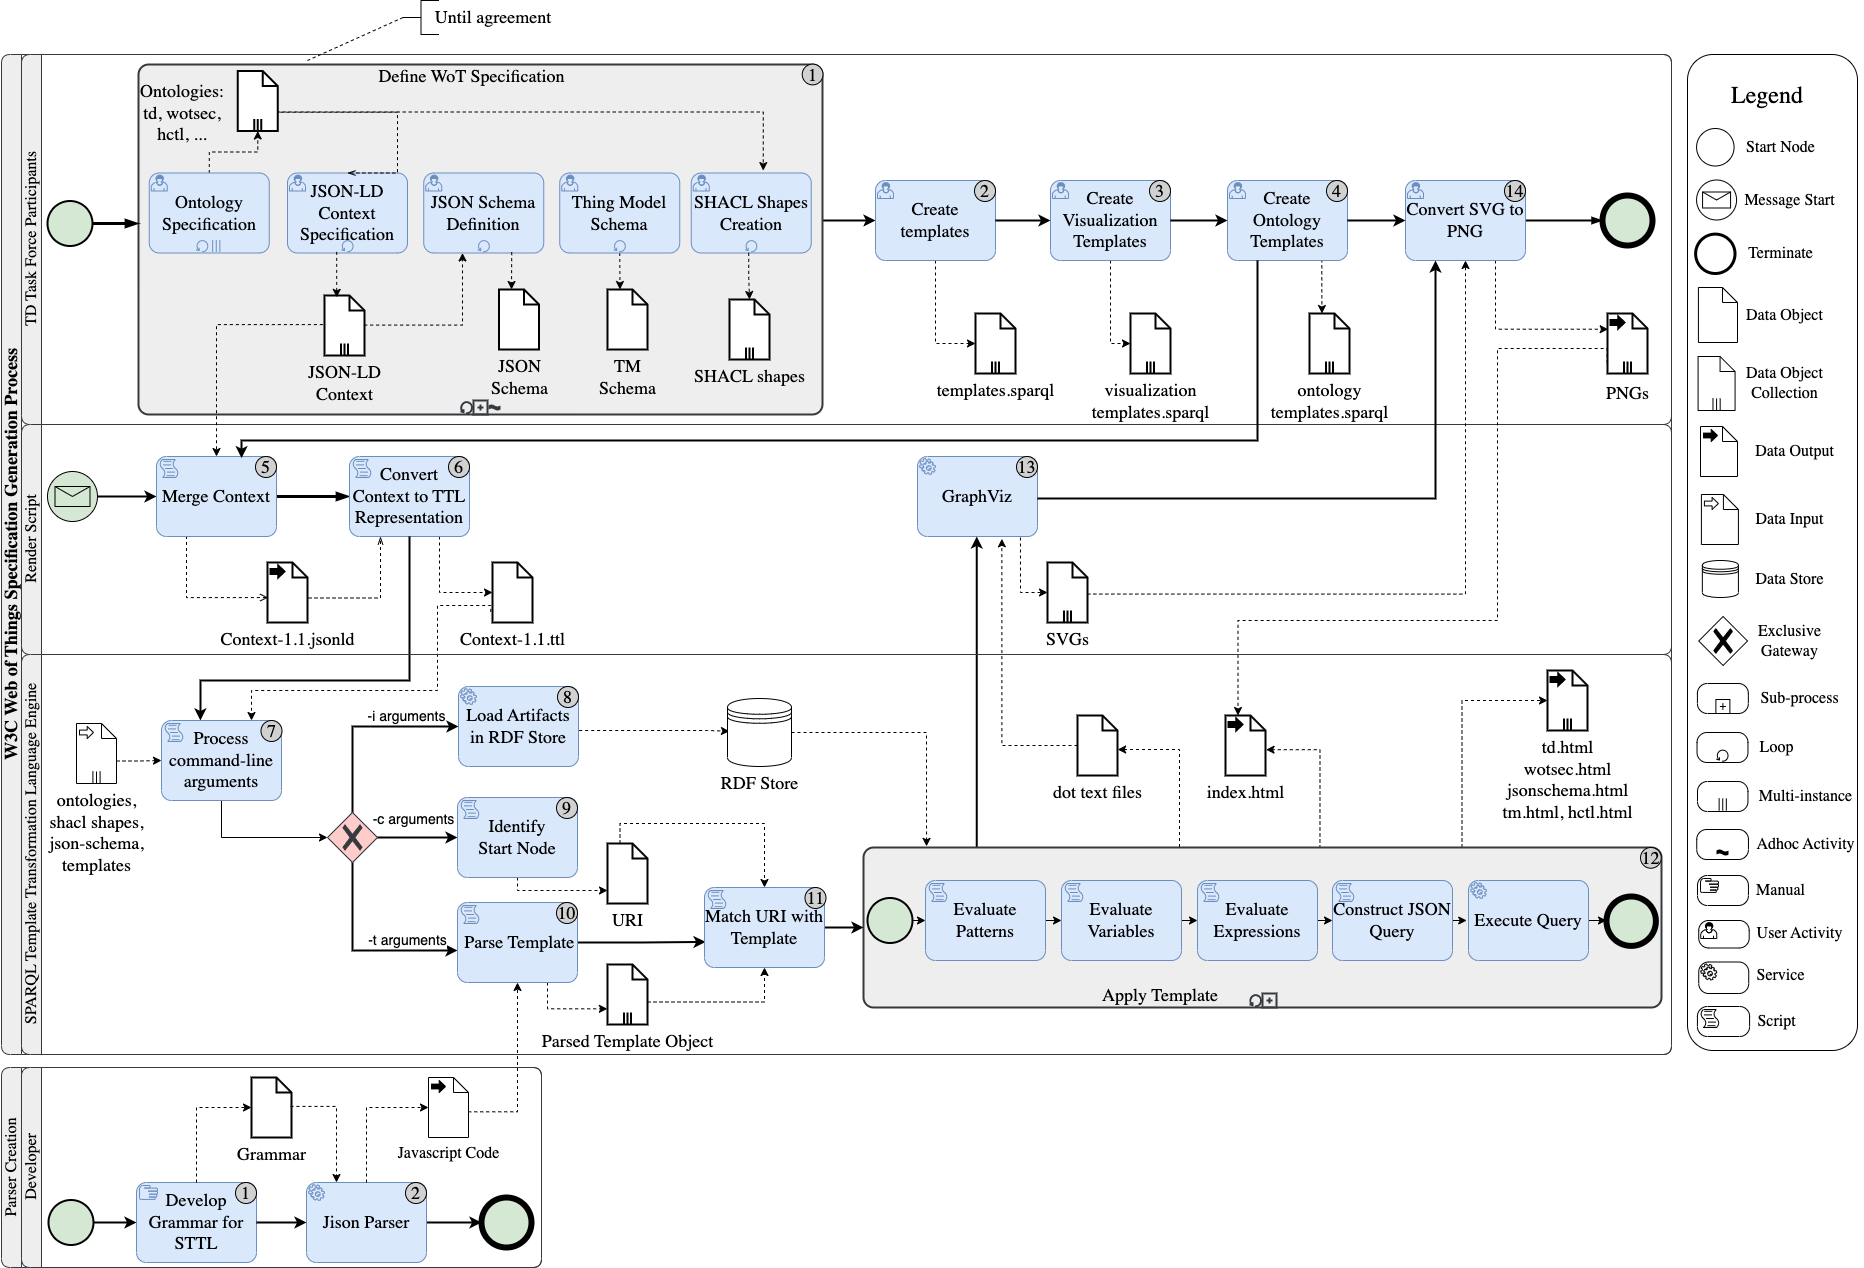 Until agreement
W3C Web of Things Specification Generation Process
TD Task Force Participants
Define WoT Specification
1
Ontologies:
td, wotsec,
hctl, ...
Ontology
Specification
JSON-LD
Context
Specification
JSON Schema
Definition
Thing Model
Schema
SHACL Shapes
Creation
JSON-LD
Context
JSON
Schema
TM
Schema
SHACL shapes
2
Create
templates
3
Create
Visualization
Templates
4
Create
Ontology
Templates
14
Convert SVG to
PNG
templates.sparql
visualization
templates.sparql
ontology
templates.sparql
PNGs
Render Script
5
Merge Context
6
Convert
Context to TTL
Representation
13
GraphViz
Context-1.1.jsonld
Context-1.1.ttl
SVGs
SPARQL Template Transformation Language Engine
ontologies,
shacl shapes,
json-schema,
templates
7
Process
command-line
arguments
-i arguments
-c arguments
-t arguments
8
Load Artifacts
in RDF Store
9
Identify
Start Node
10
Parse Template
RDF Store
URI
Parsed Template Object
11
Match URI with
Template
dot text files
index.html
td.html
wotsec.html
jsonschema.html
tm.html, hctl.html
12
Evaluate
Patterns
Evaluate
Variables
Evaluate
Expressions
Construct JSON
Query
Execute Query
Apply Template
Parser Creation
Developer
Grammar
Javascript Code
1
Develop
Grammar for
STTL
2
Jison Parser
Legend
Start Node
Message Start
Terminate
Data Object
Data Object
Collection
Data Output
Data Input
Data Store
Exclusive
Gateway
Sub-process
Loop
Multi-instance
Adhoc Activity
Manual
User Activity
Service
Script